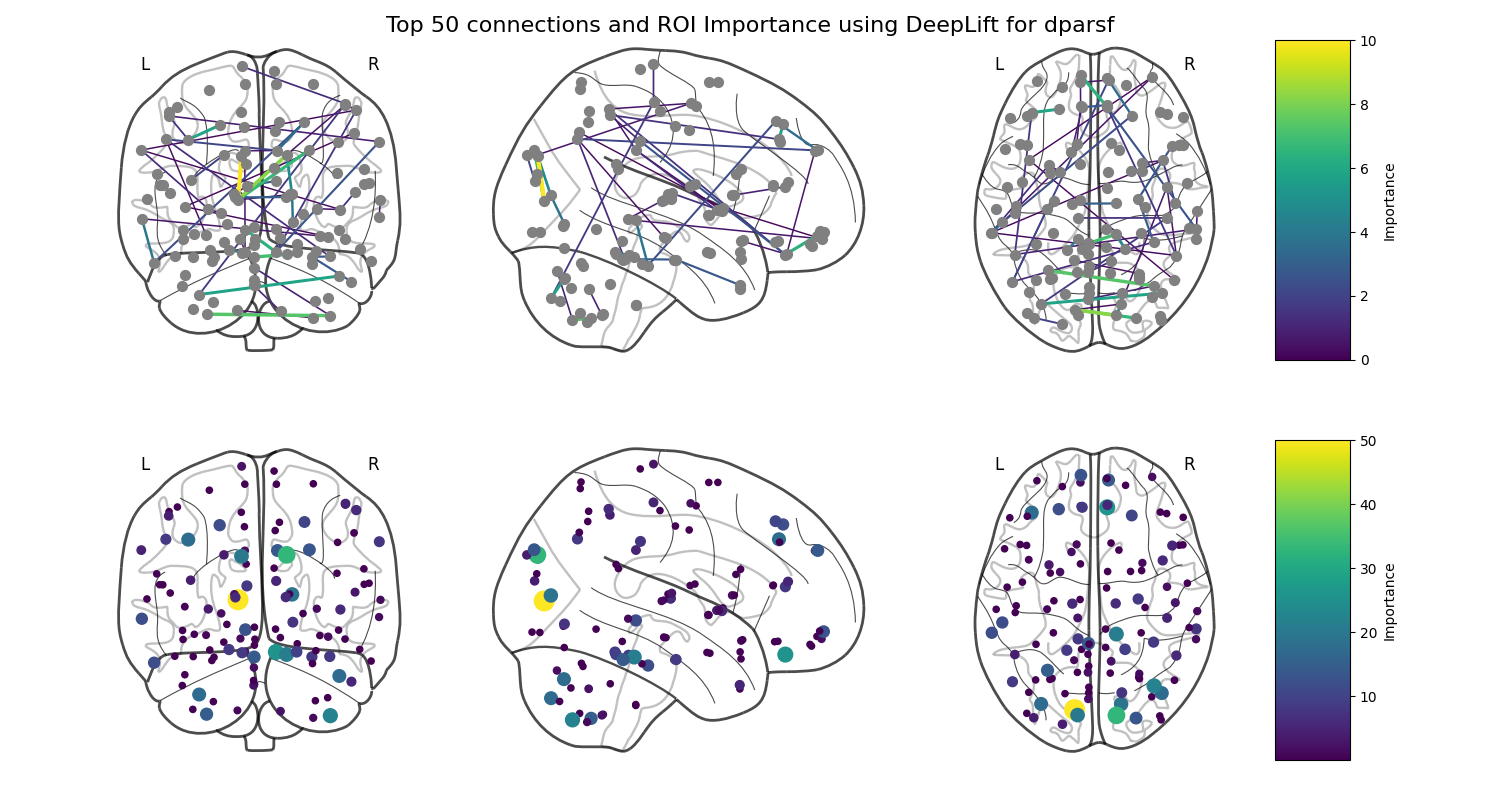 Top 50 connections and ROI Importance using DeepLift for dparsf
L
R
L
R
10
8
6
4
2
0
Importance
L
R
L
R
50
40
30
20
10
Importance